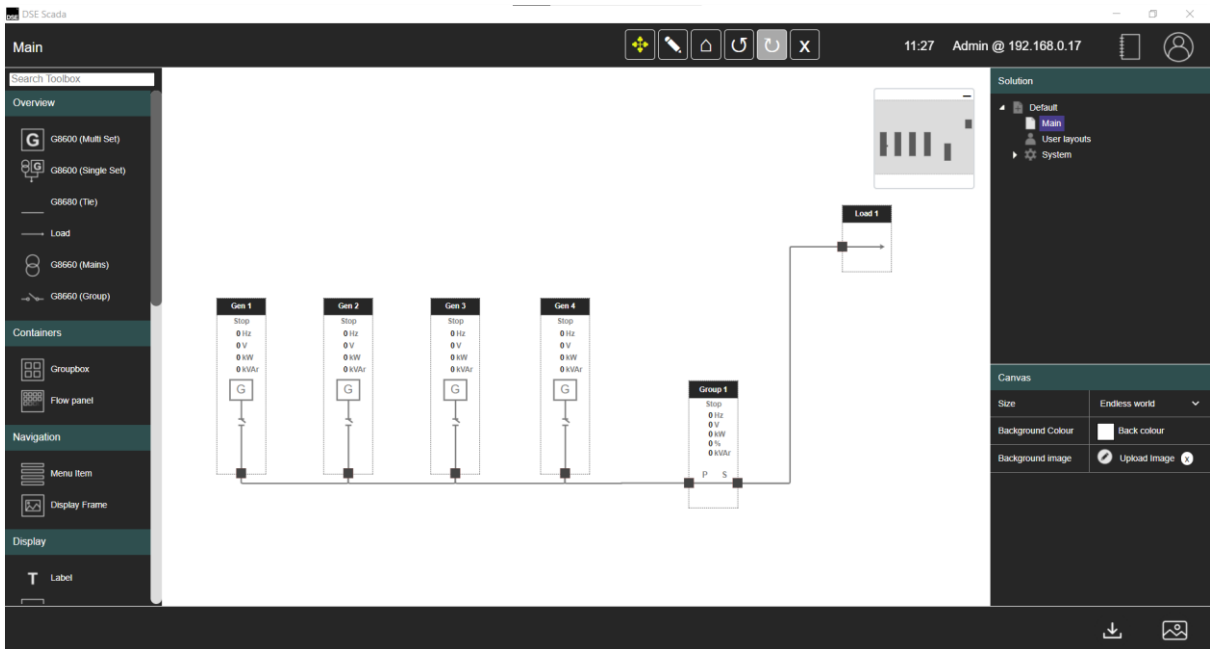 DSE Scada
Main
X
11:27 Admin @ 192.168.0.17
Search Toolbox
Overview
G G8600 (Multi Set)
G G8600 (Single Set)
G8680 (Tie)
Load
G8660 (Mains)
G8660 (Group)
Containers
Groupbox
Flow panel
Navigation
Menu Item
Display Frame
Display
T Label
Gen 1
Stop
0 Hz
0 V
0 kW
0 kVAr
G
Gen 2
Stop
0 Hz
0 V
0 kW
0 kVAr
G
Gen 3
Stop
0 Hz
0 V
0 kW
0 kVAr
G
Gen 4
Stop
0 Hz
0 V
0 kW
0 kVAr
G
Group 1
Stop
0 Hz
0 V
0 kW
0 %
0 kVAr
P S
Load 1
Solution
Default
Main
User layouts
System
Canvas
Size Endless world
Background Colour Back colour
Background image Upload Image x